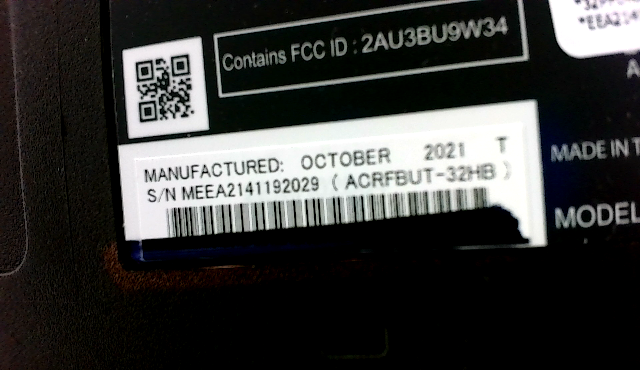 Contains FCC ID : 2AU3BU9W34
MANUFACTURED: OCTOBER 2021 T
S/N MEEA2141192029 ( ACRFBUT-32HB )
MADE IN
MODEL